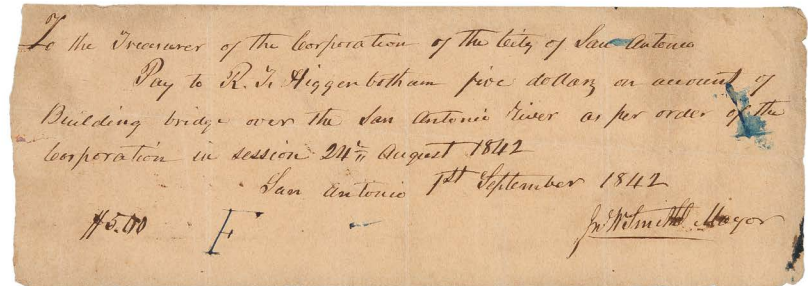 To the Treasurer of the Corporation of the City of San Antonio
Pay to R. T. Higgenbotham five dollars on account of
Building bridge over the San Antonio River as per order of the
Corporation in session 24th August 1842
San Antonio 1st September 1842
$5.00 F
Jno W Smith Mayor